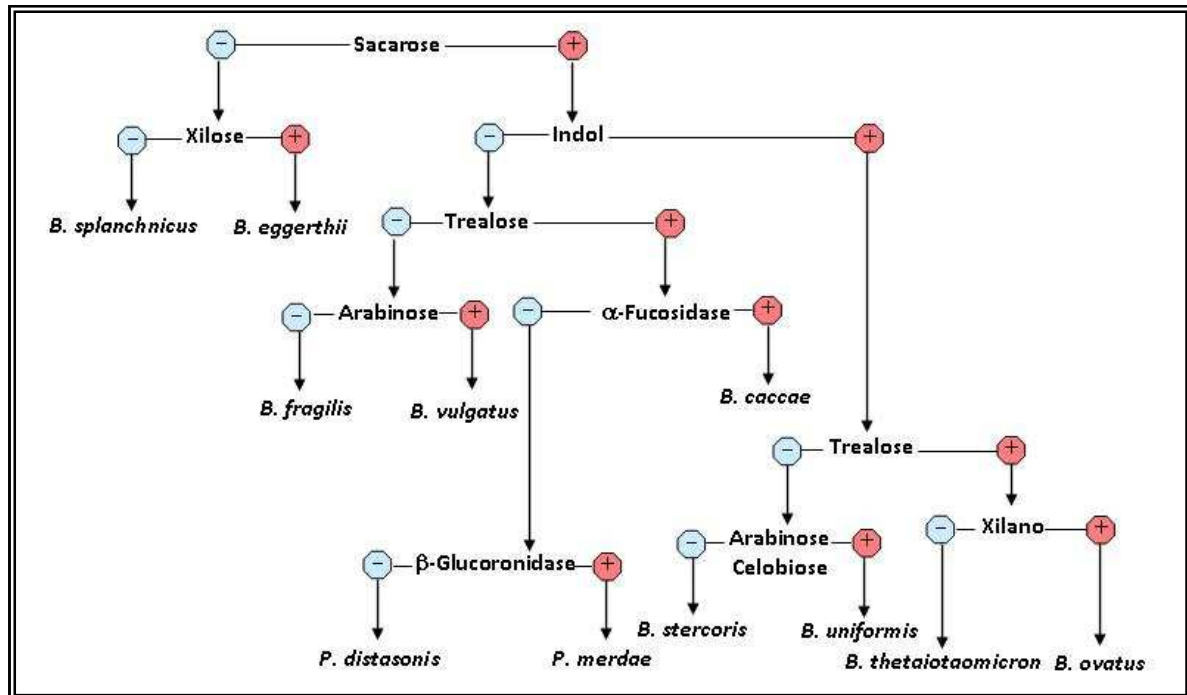 − Sacarose +
− Xilose + − Indol +
B. splanchnicus B. eggerthii − Trealose +
− Arabinose + − α-Fucosidase +
B. fragilis B. vulgatus B. caccae
− Trealose +
− Arabinose + − Xilano +
Celobiose
− β-Glucoronidase +
B. stercoris B. uniformis
P. distasonis P. merdae B. thetaiotaomicron B. ovatus